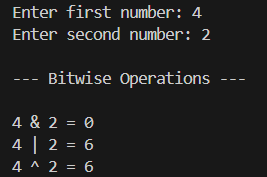 Enter first number: 4
Enter second number: 2
--- Bitwise Operations ---
4 & 2 = 0
4 | 2 = 6
4 ^ 2 = 6